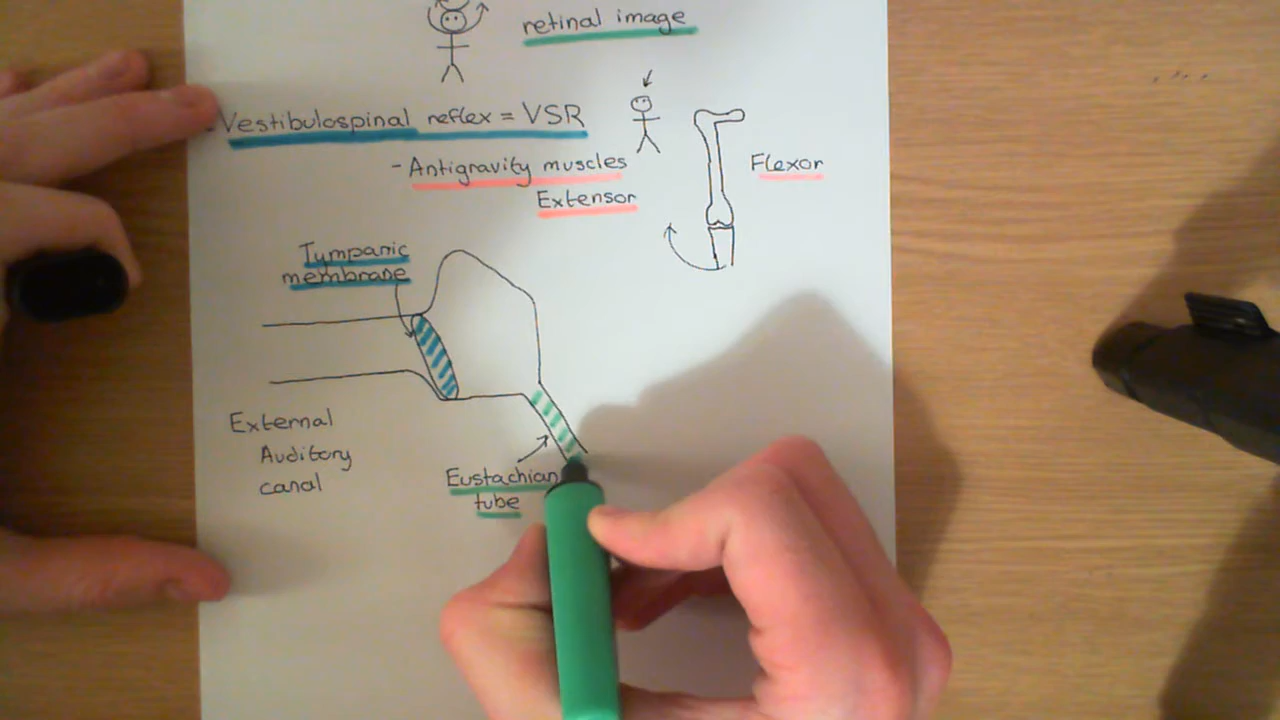 retinal image
Vestibulospinal reflex = VSR
- Antigravity muscles
Extensor
Flexor
Tympanic
membrane
External
Auditory
canal
Eustachian
tube